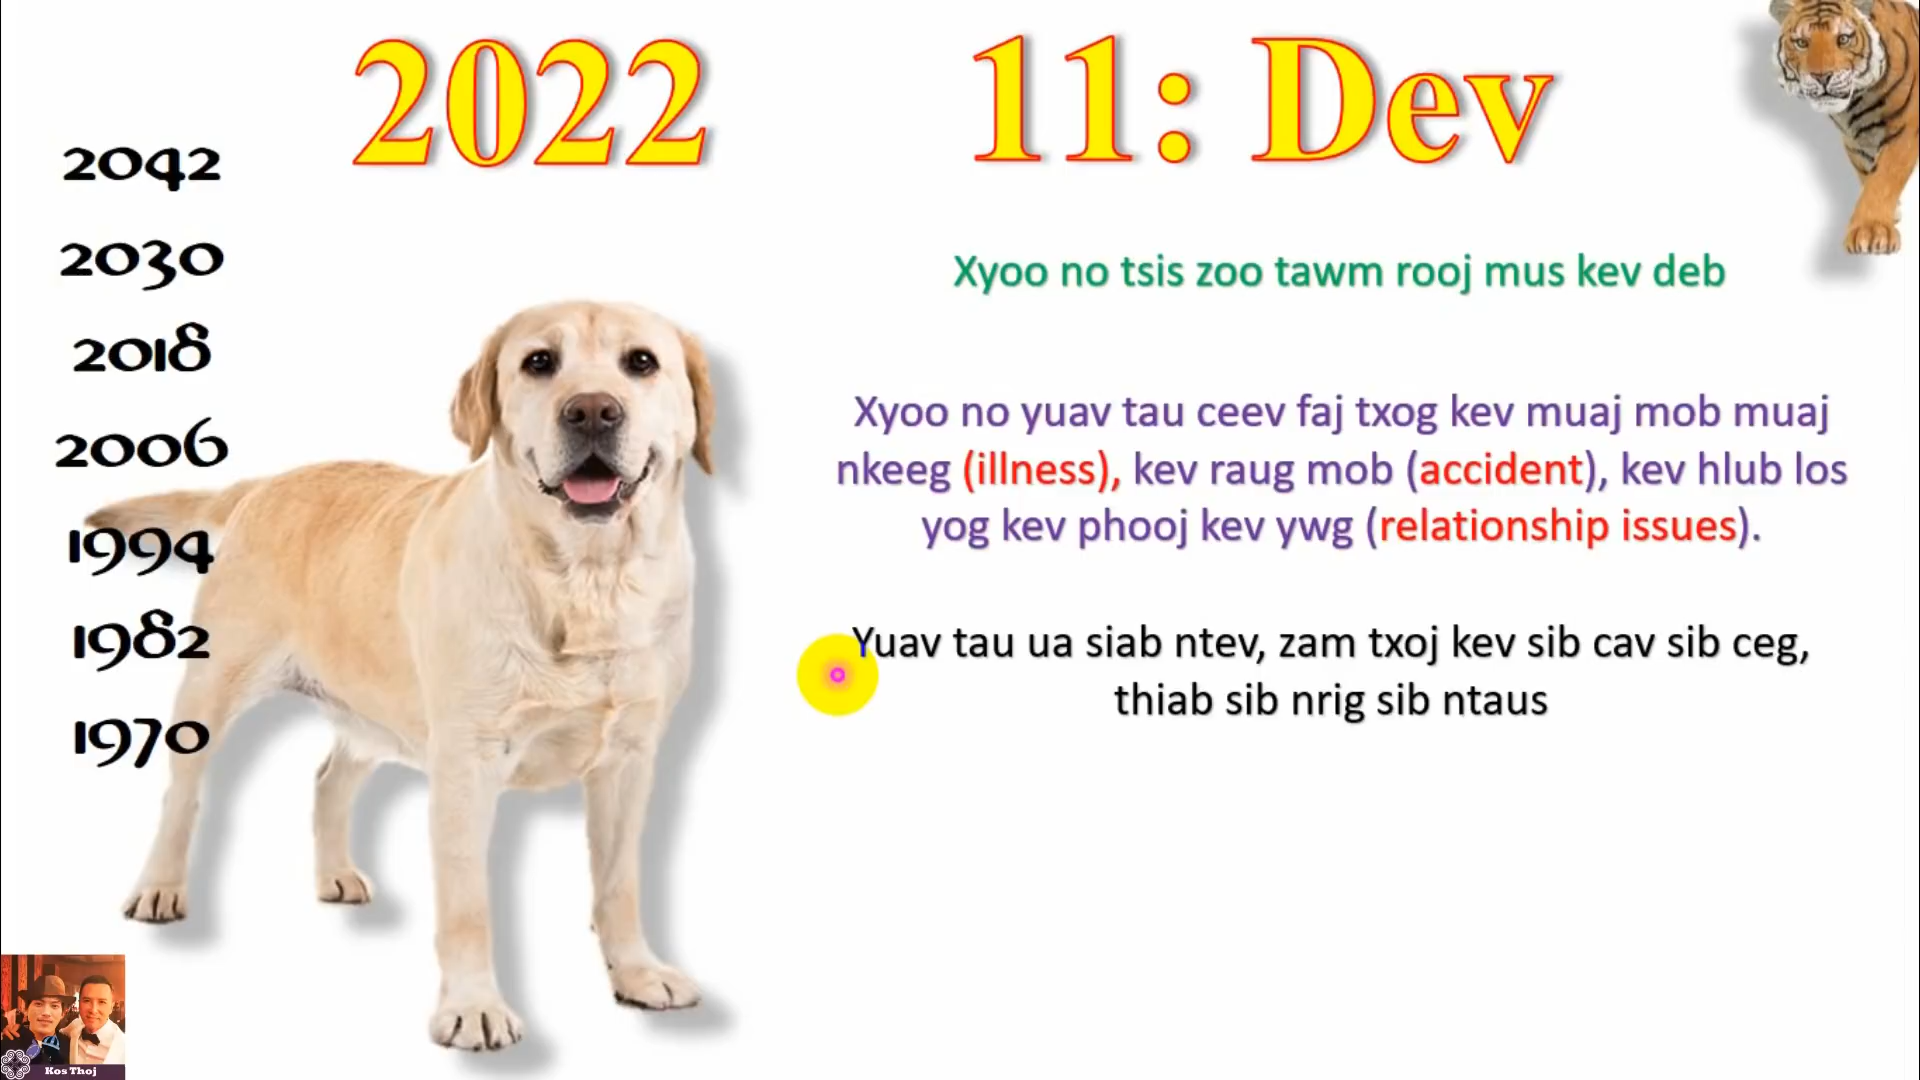 2022
11: Dev
2042
2030
2018
2006
1994
1982
1970
Xyoo no tsis zoo tawm rooj mus kev deb
Xyoo no yuav tau ceev faj txog kev muaj mob muaj
nkeeg (illness), kev raug mob (accident), kev hlub los
yog kev phooj kev ywg (relationship issues).
Yuav tau ua siab ntev, zam txoj kev sib cav sib ceg,
thiab sib nrig sib ntaus
Kos Thoj